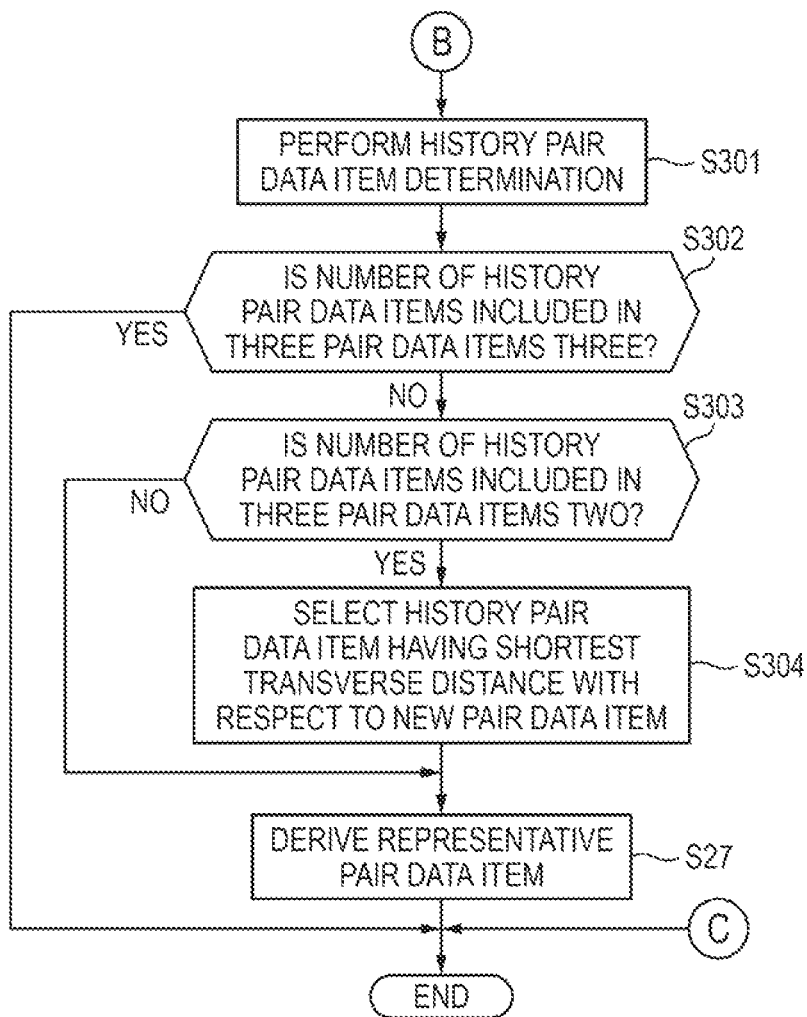 B
PERFORM HISTORY PAIR
DATA ITEM DETERMINATION
S301
S302
IS NUMBER OF HISTORY
PAIR DATA ITEMS INCLUDED IN
THREE PAIR DATA ITEMS THREE?
YES
NO
S303
IS NUMBER OF HISTORY
PAIR DATA ITEMS INCLUDED IN
THREE PAIR DATA ITEMS TWO?
NO
YES
SELECT HISTORY PAIR
DATA ITEM HAVING SHORTEST
TRANSVERSE DISTANCE WITH
RESPECT TO NEW PAIR DATA ITEM
S304
DERIVE REPRESENTATIVE
PAIR DATA ITEM
S27
C
END